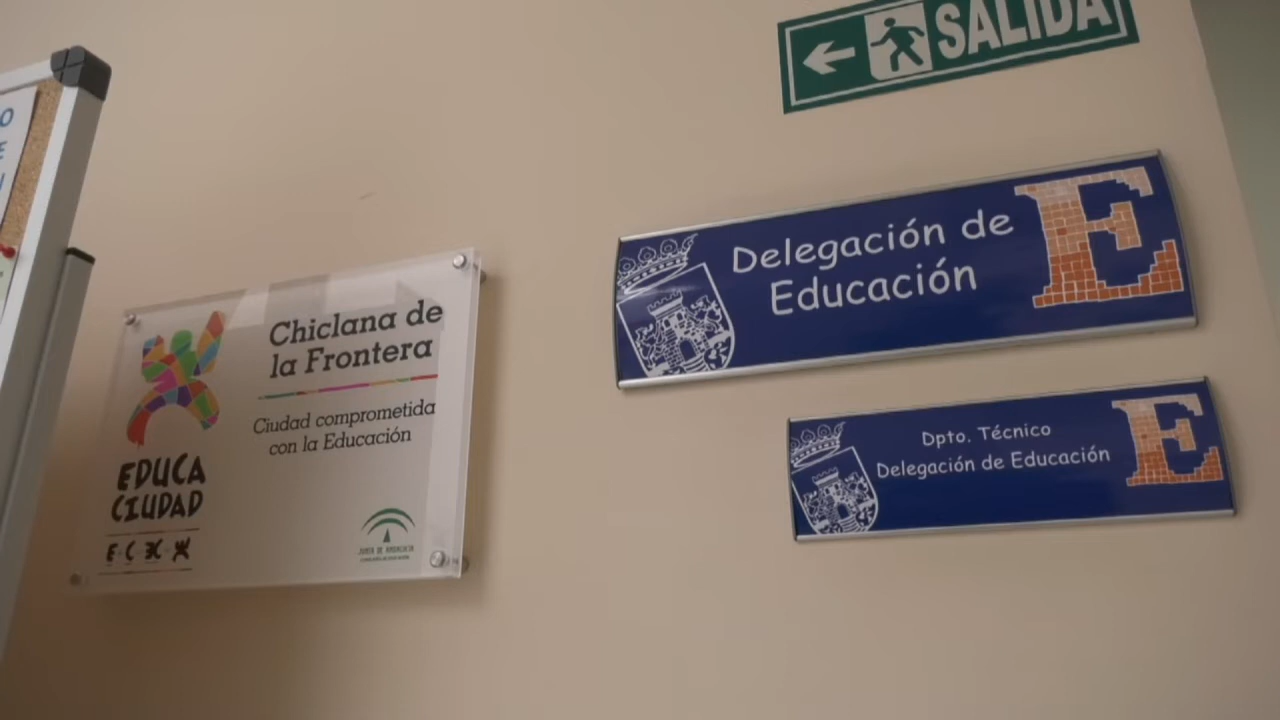 SALIDA
Delegación de
Educación
Dpto. Técnico
Delegación de Educación
Chiclana de
la Frontera
Ciudad comprometida
con la Educación
EDUCA
CIUDAD
JUNTA DE ANDALUCIA